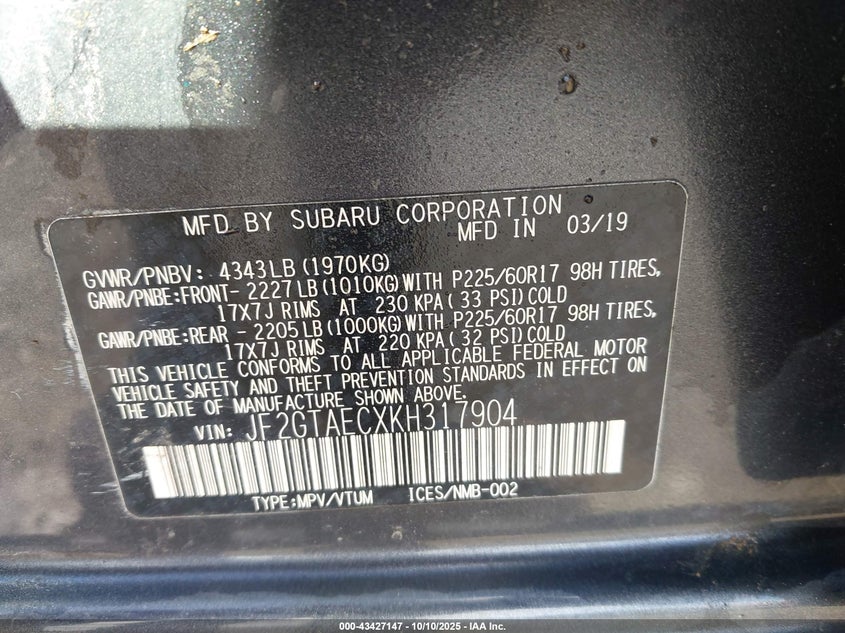 MFD BY SUBARU CORPORATION
MFD IN 03/19
GVWR/PNBV: 4343LB (1970KG)
GAWR/PNBE:FRONT- 2227LB (1010KG) WITH P225/60R17 98H TIRES,
17X7J RIMS AT 230 KPA( 33 PSI) COLD
GAWR/PNBE:REAR - 2205LB (1000KG) WITH P225/60R17 98H TIRES,
17X7J RIMS AT 220 KPA( 32 PSI) COLD
THIS VEHICLE CONFORMS TO ALL APPLICABLE FEDERAL MOTOR
VEHICLE SAFETY AND THEFT PREVENTION STANDARDS IN EFFECT ON
THE DATE OF MANUFACTURE SHOWN ABOVE.
VIN: JF2GTAECXKH317904
TYPE:MPV/VTUM ICES/NMB-002
000-43427147 - 10/10/2025 - IAA Inc.